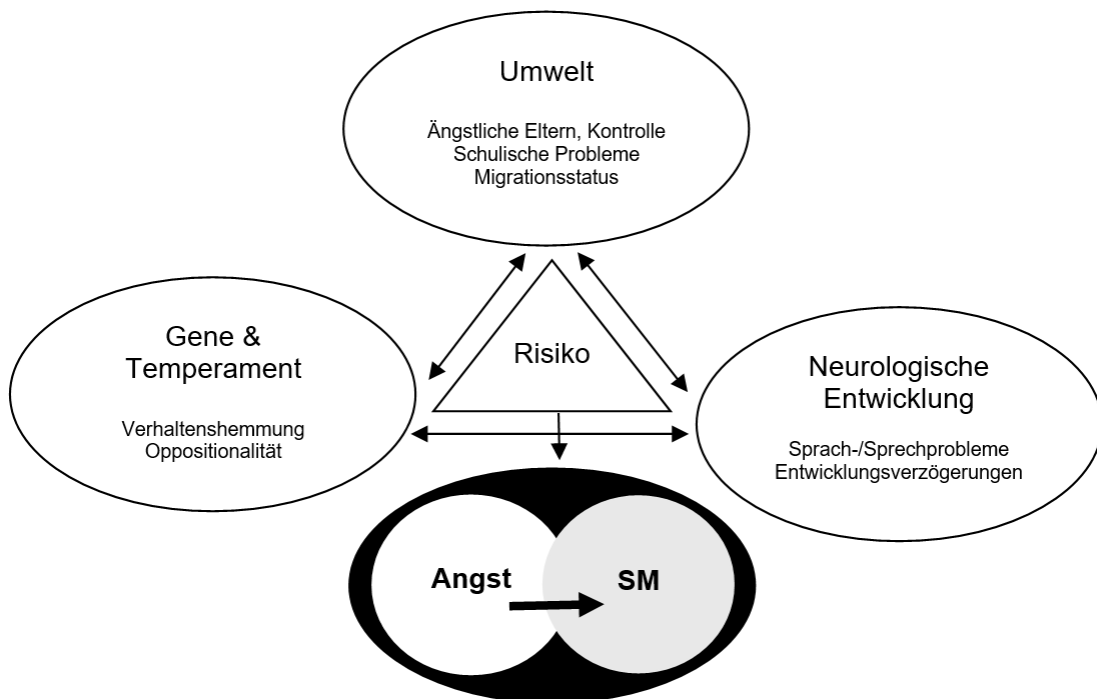 Umwelt
Ängstliche Eltern, Kontrolle
Schulische Probleme
Migrationsstatus
Gene &
Temperament
Verhaltenshemmung
Oppositionalität
Risiko
Neurologische
Entwicklung
Sprach-/Sprechprobleme
Entwicklungsverzögerungen
Angst
SM